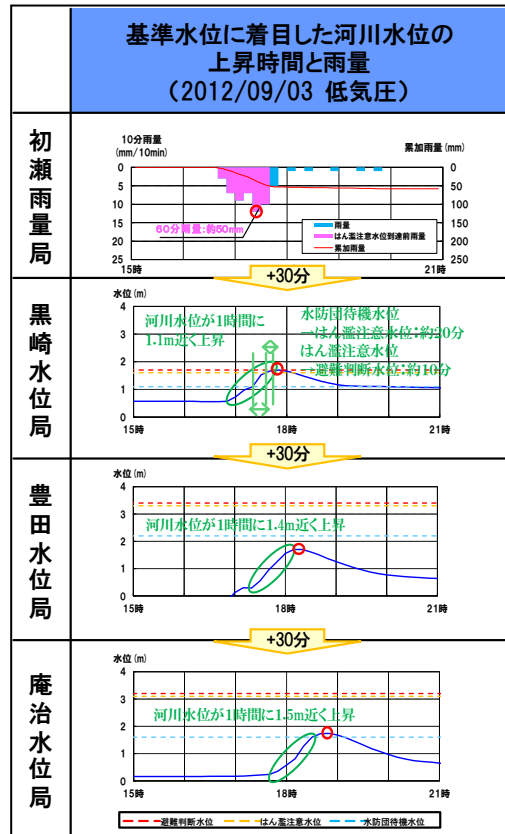 基準水位に着目した河川水位の
上昇時間と雨量
(2012/09/03 低気圧)
初瀬雨量局
10分雨量
(mm/10min)
累加雨量(mm)
0
5
10
15
20
25
0
50
100
150
200
250
60分雨量:約50mm
雨量
はん濫注意水位到達前雨量
累加雨量
15時
21時
+30分
黒崎水位局
水位(m)
4
3
2
1
0
河川水位が1時間に
1.1m近く上昇
水防団待機水位
→はん濫注意水位:約20分
はん濫注意水位
→避難判断水位:約10分
15時
18時
21時
+30分
豊田水位局
水位(m)
4
3
2
1
0
河川水位が1時間に1.4m近く上昇
15時
18時
21時
+30分
庵治水位局
水位(m)
4
3
2
1
0
河川水位が1時間に1.5m近く上昇
15時
18時
21時
避難判断水位
はん濫注意水位
水防団待機水位